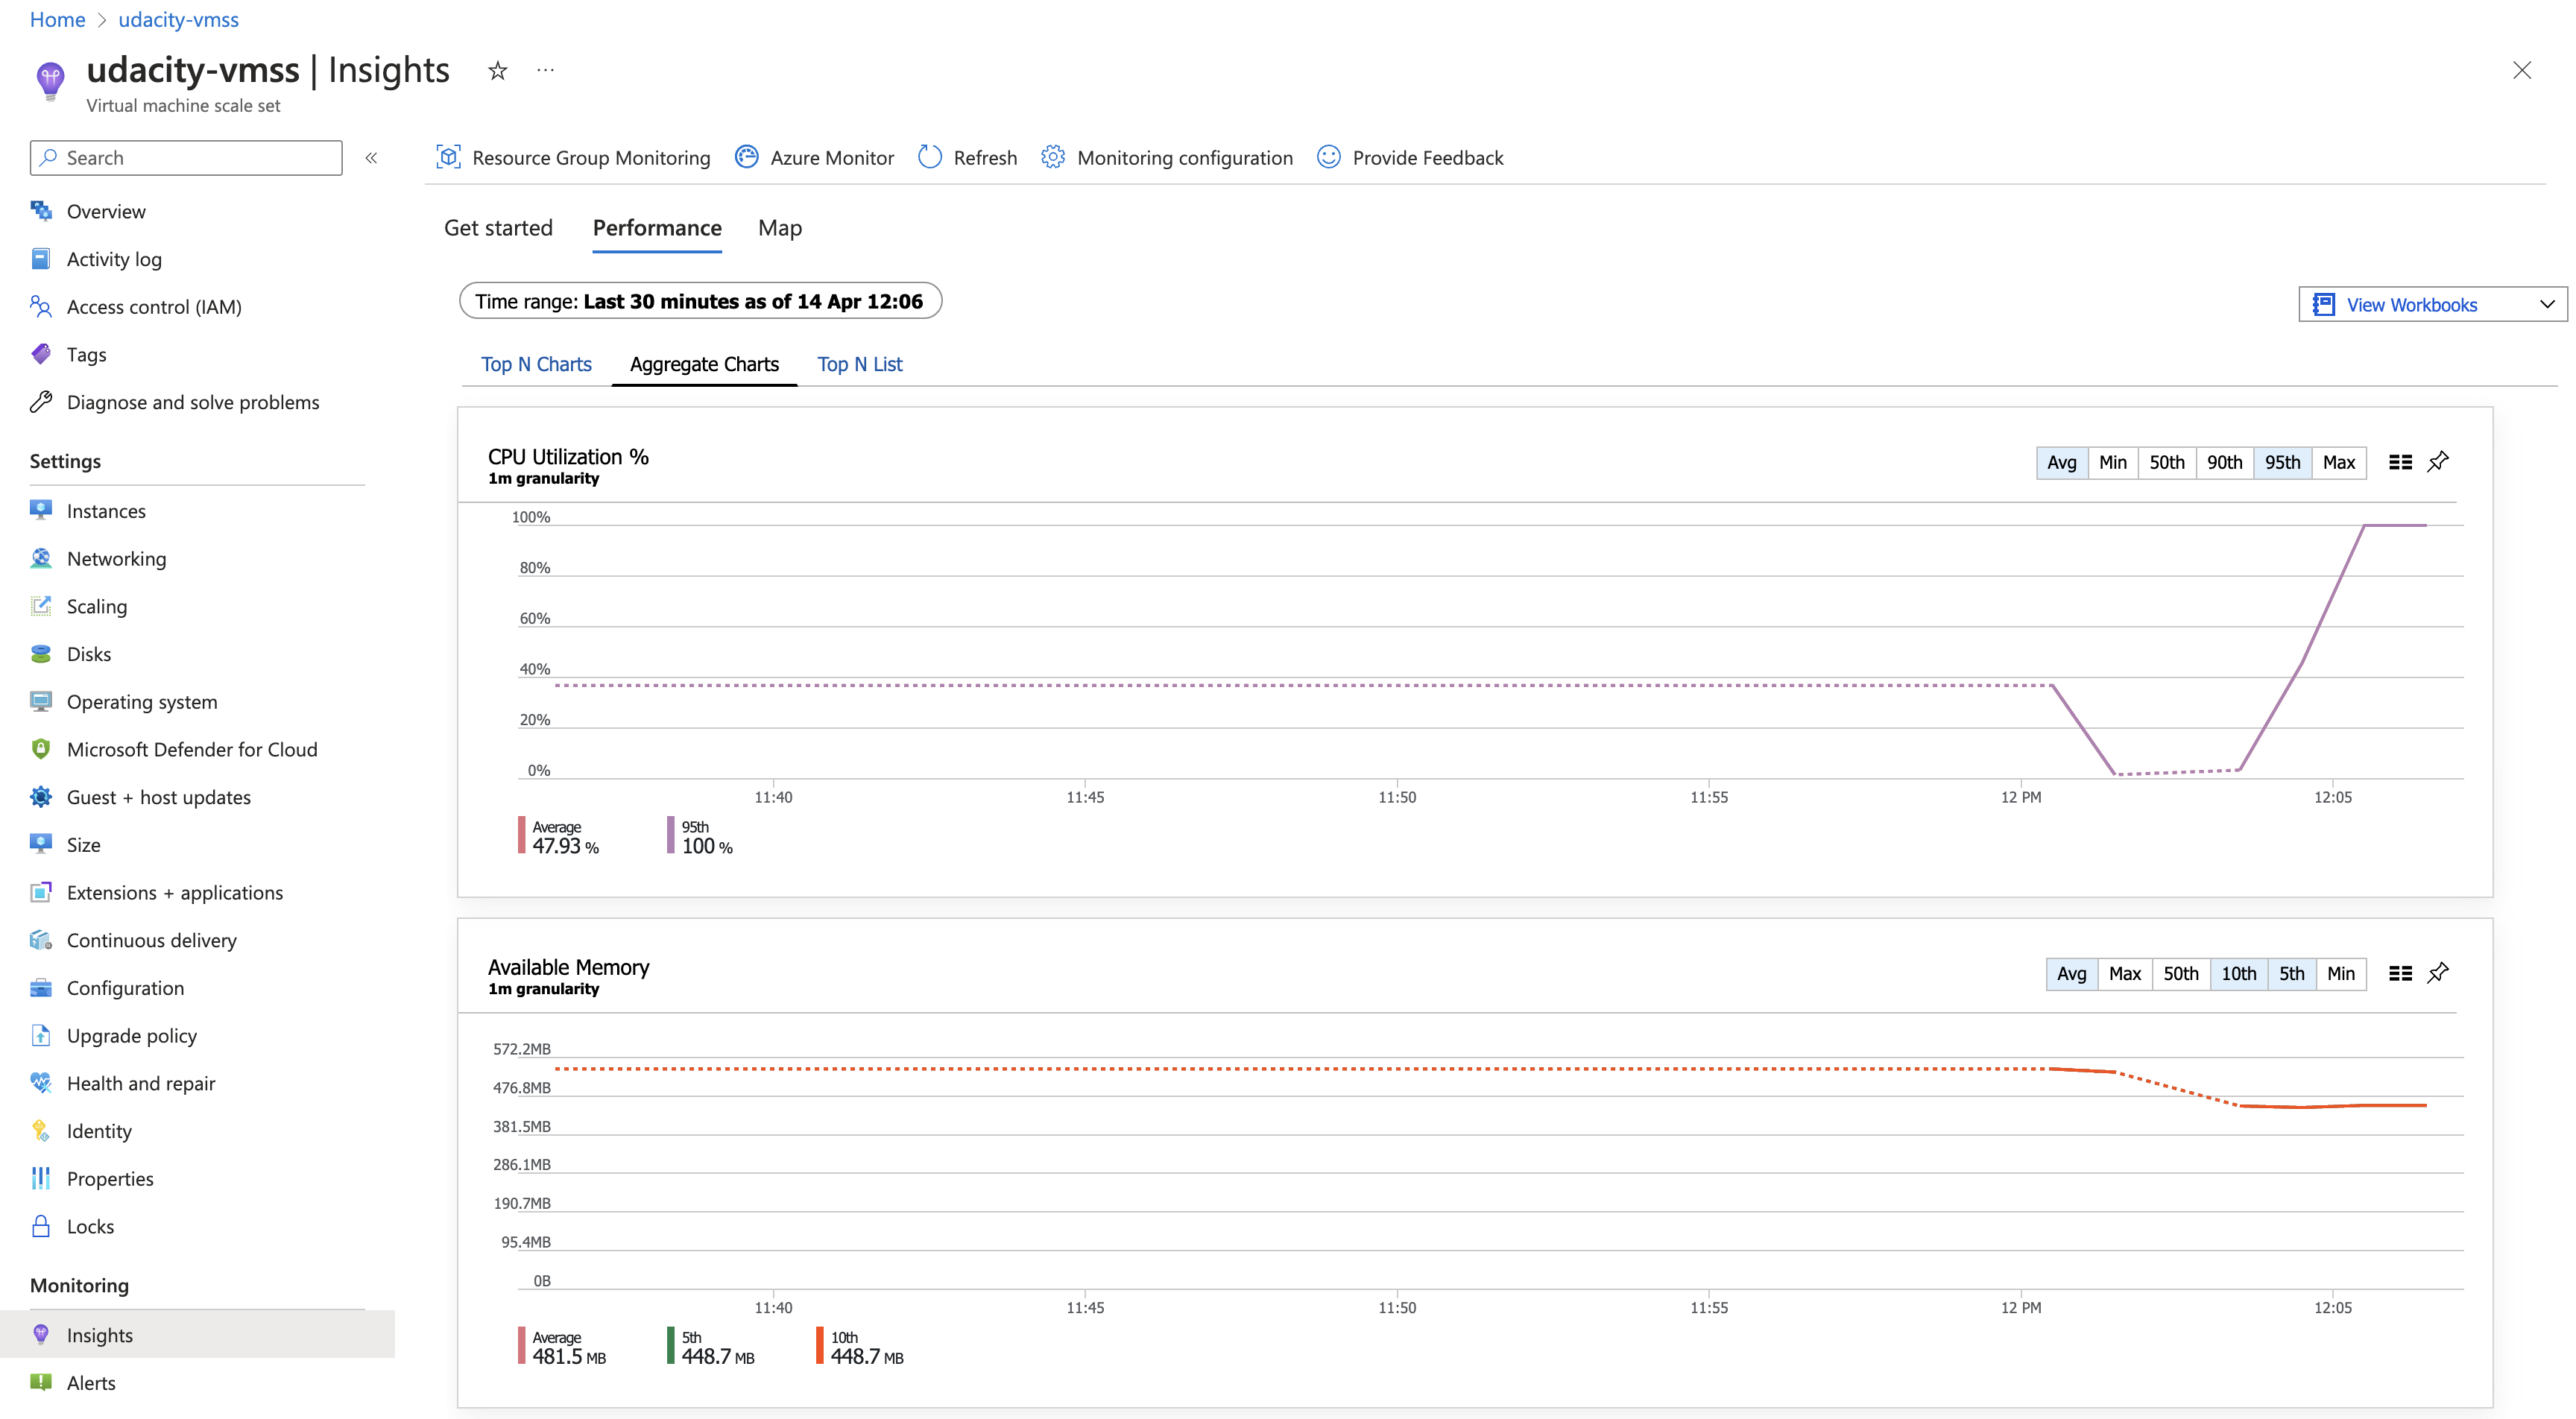 Home > udacity-vmss
udacity-vmss | Insights
Virtual machine scale set
Search
Resource Group Monitoring Azure Monitor Refresh Monitoring configuration Provide Feedback
Overview
Activity log
Access control (IAM)
Tags
Diagnose and solve problems
Settings
Instances
Networking
Scaling
Disks
Operating system
Microsoft Defender for Cloud
Guest + host updates
Size
Extensions + applications
Continuous delivery
Configuration
Upgrade policy
Health and repair
Identity
Properties
Locks
Monitoring
Insights
Alerts
Get started Performance Map
Time range: Last 30 minutes as of 14 Apr 12:06
View Workbooks
Top N Charts Aggregate Charts Top N List
CPU Utilization %
1m granularity
Avg Min 50th 90th 95th Max
100%
80%
60%
40%
20%
0%
11:40 11:45 11:50 11:55 12 PM 12:05
Average 95th
47.93 % 100 %
Available Memory
1m granularity
Avg Max 50th 10th 5th Min
572.2MB
476.8MB
381.5MB
286.1MB
190.7MB
95.4MB
0B
11:40 11:45 11:50 11:55 12 PM 12:05
Average 5th 10th
481.5 MB 448.7 MB 448.7 MB